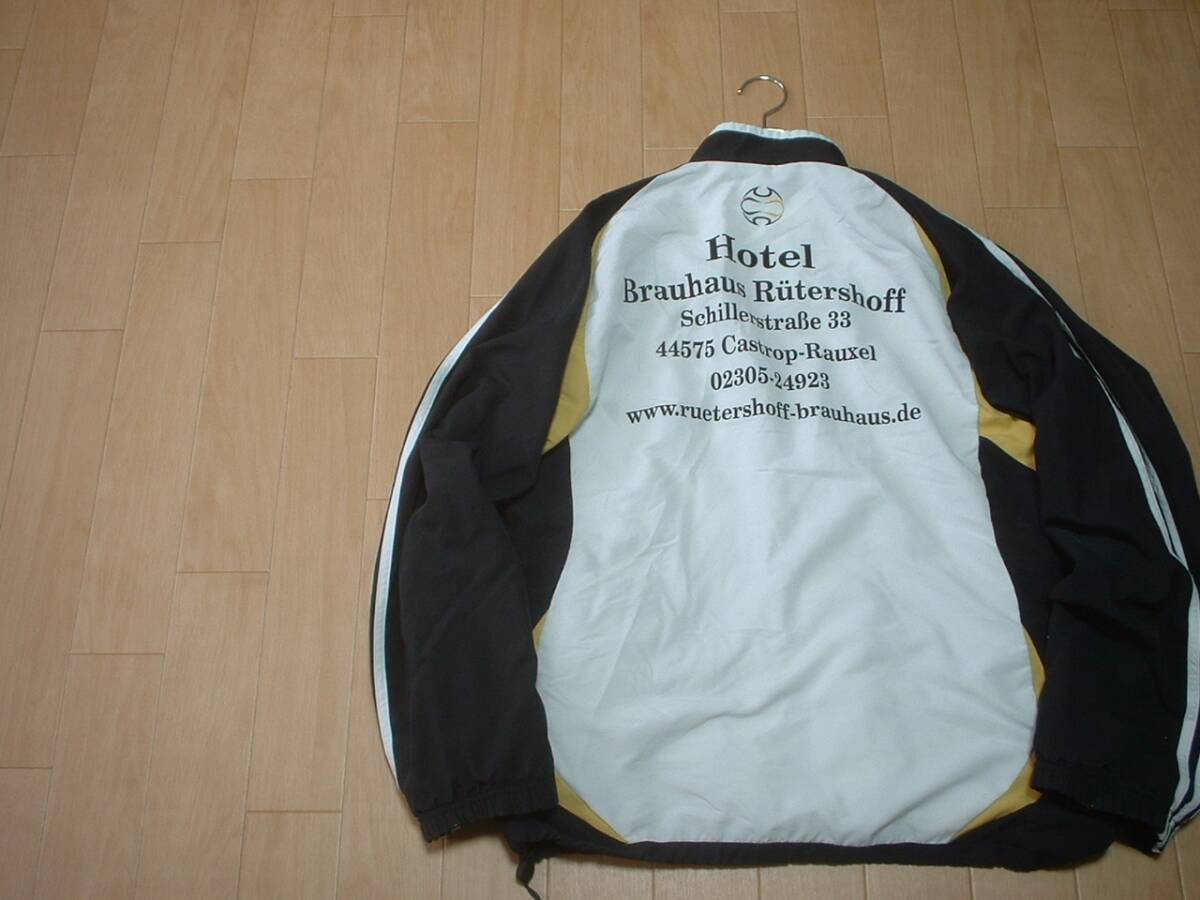 Hotel
Brauhaus Rütershoff
Schillerstraße 33
44575 Castrop-Rauxel
02305-24923
www.ruetershoff-brauhaus.de